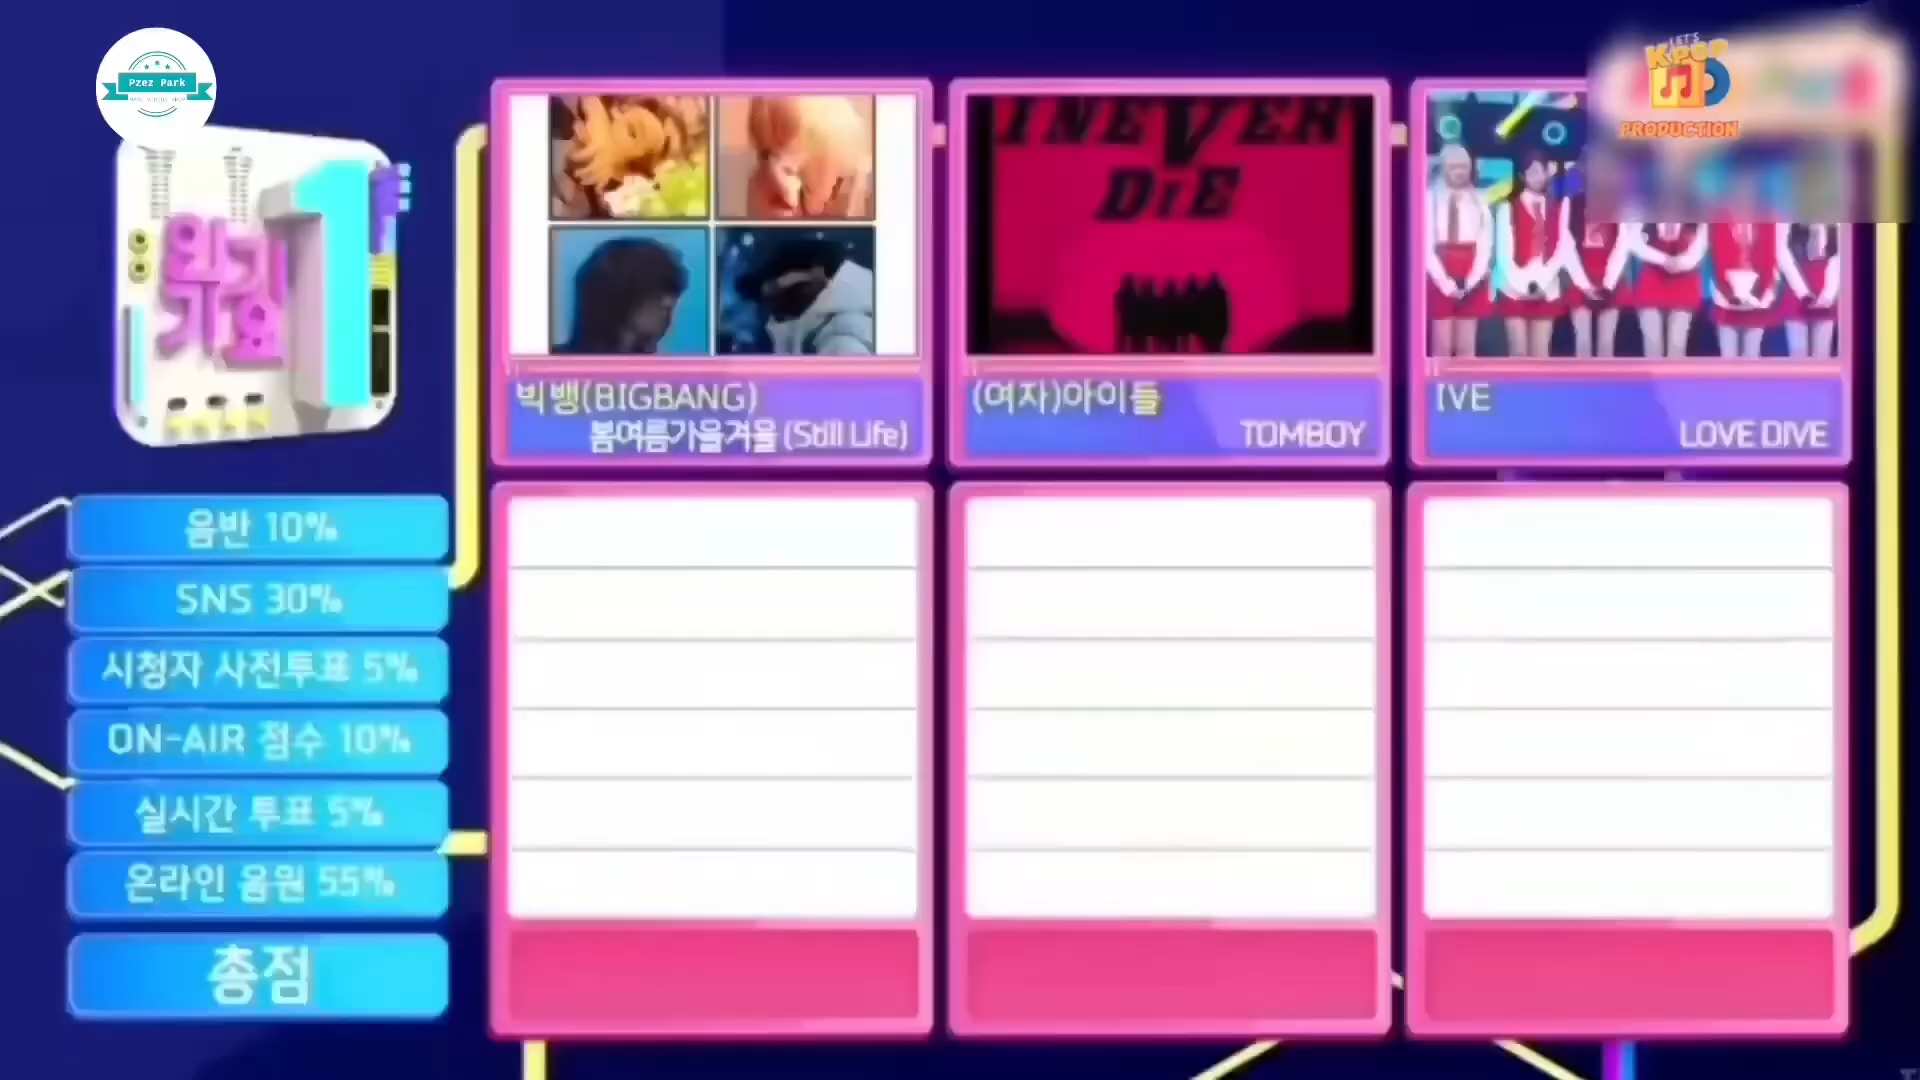 Pzez Park
LET'S
KPOP
PRODUCTION
인기
가요
1
I NEVER
DIE
빅뱅(BIGBANG)
봄여름가을겨울 (Still Life)
(여자)아이들
TOMBOY
IVE
LOVE DIVE
음반 10%
SNS 30%
시청자 사전투표 5%
ON-AIR 점수 10%
실시간 투표 5%
온라인 음원 55%
총점